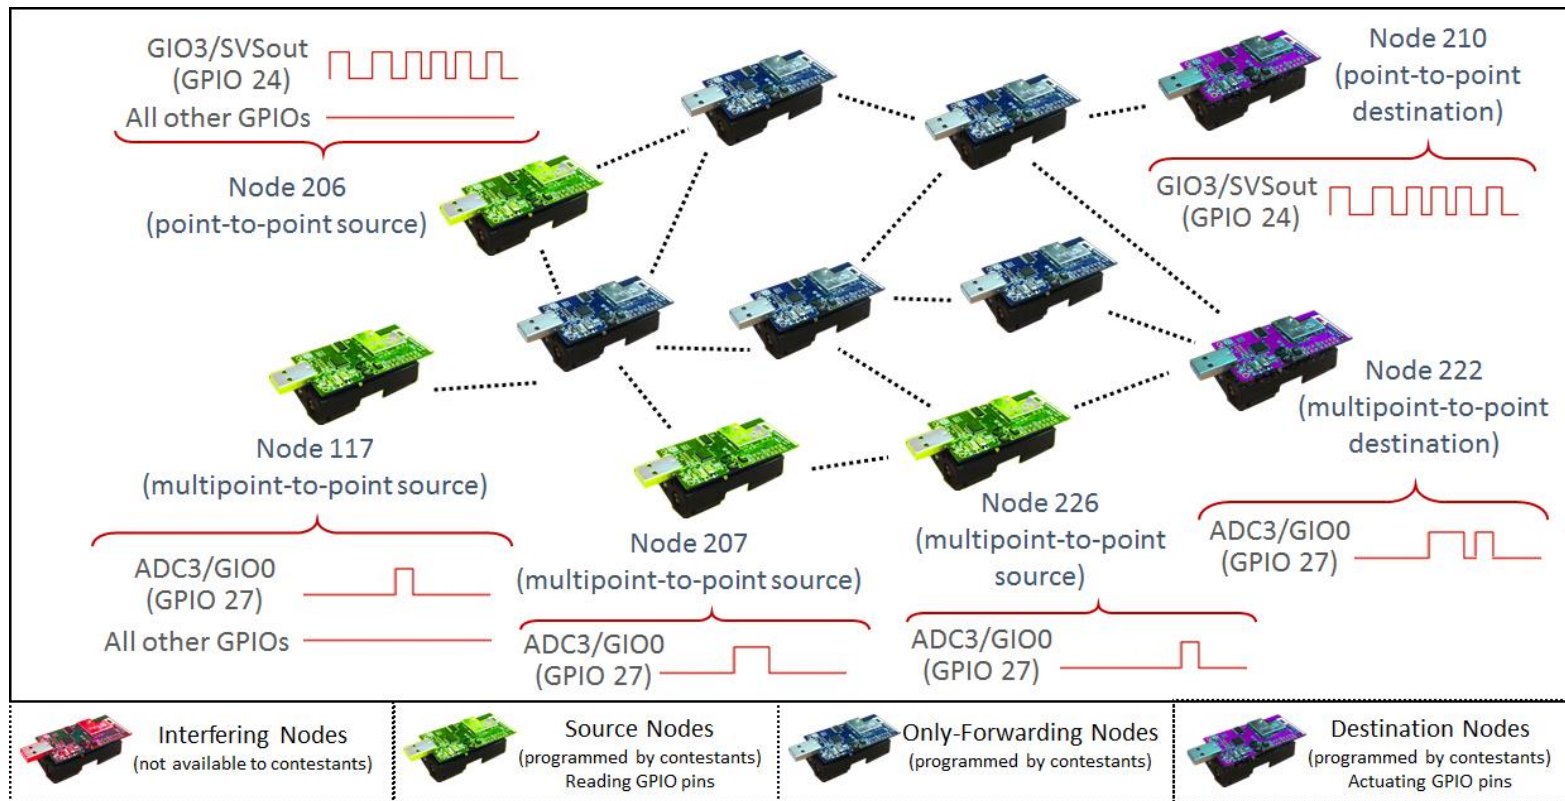 GIO3/SVSout
(GPIO 24)
All other GPIOs
Node 206
(point-to-point source)
Node 210
(point-to-point
destination)
GIO3/SVSout
(GPIO 24)
Node 117
(multipoint-to-point source)
ADC3/GIO0
(GPIO 27)
All other GPIOs
Node 207
(multipoint-to-point source)
ADC3/GIO0
(GPIO 27)
Node 226
(multipoint-to-point
source)
ADC3/GIO0
(GPIO 27)
Node 222
(multipoint-to-point
destination)
ADC3/GIO0
(GPIO 27)
Interfering Nodes
(not available to contestants)
Source Nodes
(programmed by contestants)
Reading GPIO pins
Only-Forwarding Nodes
(programmed by contestants)
Destination Nodes
(programmed by contestants)
Actuating GPIO pins